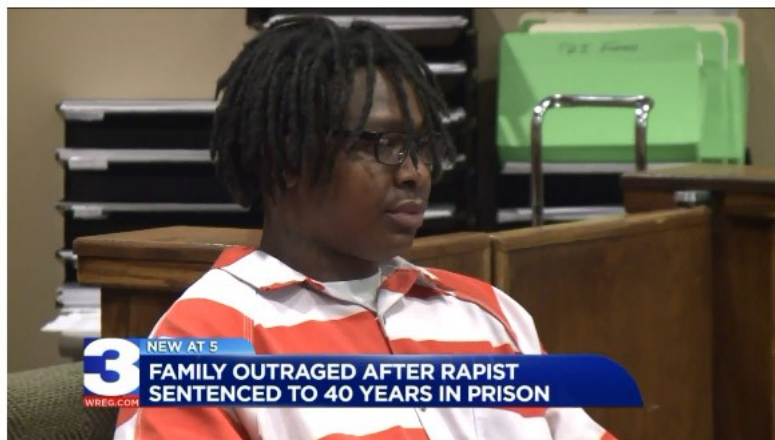 NEW AT 5
3
FAMILY OUTRAGED AFTER RAPIST
SENTENCED TO 40 YEARS IN PRISON
WREG.COM